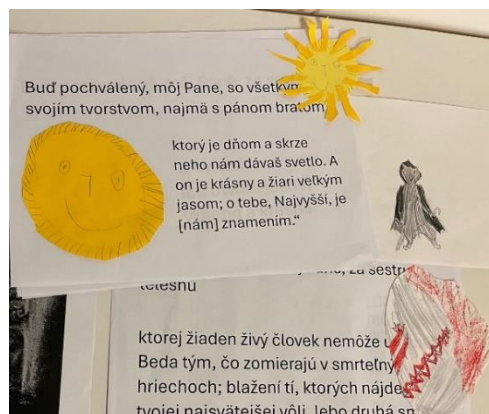 Buď pochválený, môj Pane, so všetkým
svojím tvorstvom, najmä s pánom bratom,
ktorý je dňom a skrze
neho nám dávaš svetlo. A
on je krásny a žiari veľkým
jasom; o tebe, Najvyšší, je
[nám] znamením.“
za sestru
telesnú
ktorej žiaden živý človek nemôže
Beda tým, čo zomierajú v smrteľný
hriechoch; blažení tí, ktorých nájde
tvojej najsvätejšej vôli, lebo druhá